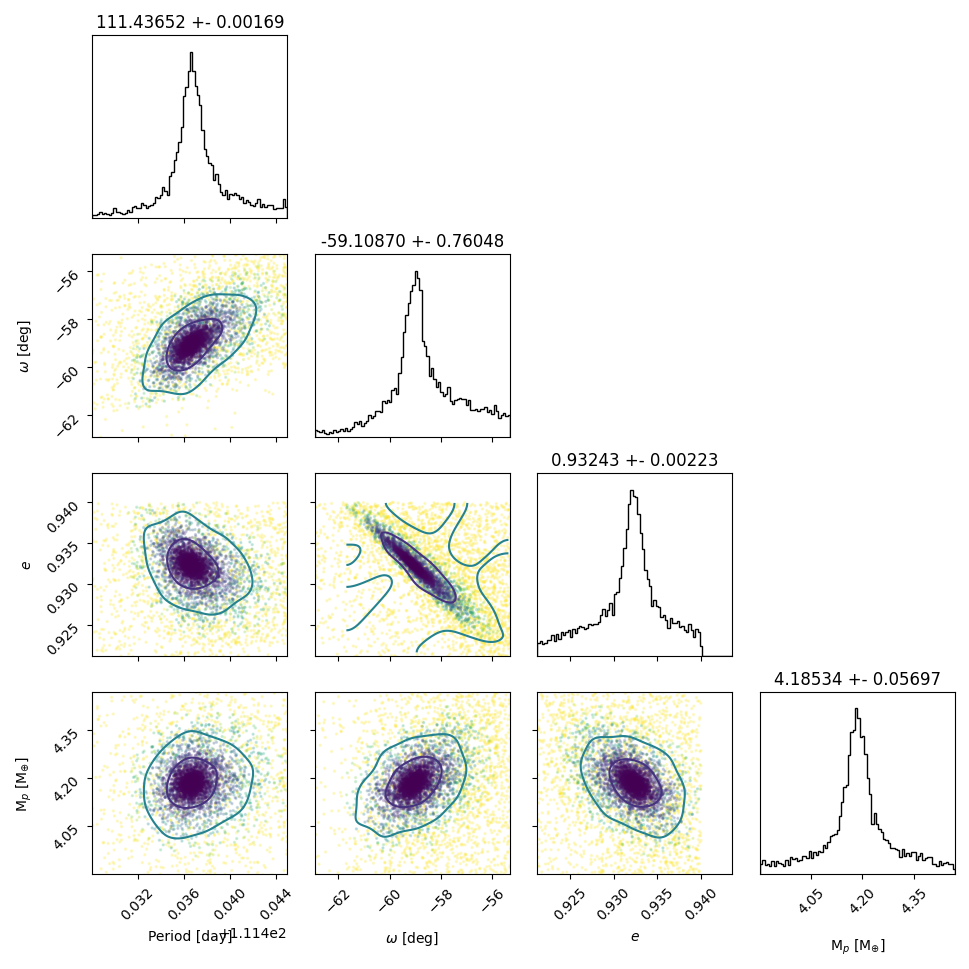 111.43652 +- 0.00169
-59.10870 +- 0.76048
ω [deg]
−56
−58
−60
−62
0.93243 +- 0.00223
e
0.940
0.935
0.930
0.925
4.18534 +- 0.05697
Mₚ [M⊕]
4.35
4.20
4.05
0.032 0.036 0.040 0.044
−62 −60 −58 −56
0.925 0.930 0.935 0.940
4.05 4.20 4.35
Period [day] +1.114e2
ω [deg]
e
Mₚ [M⊕]